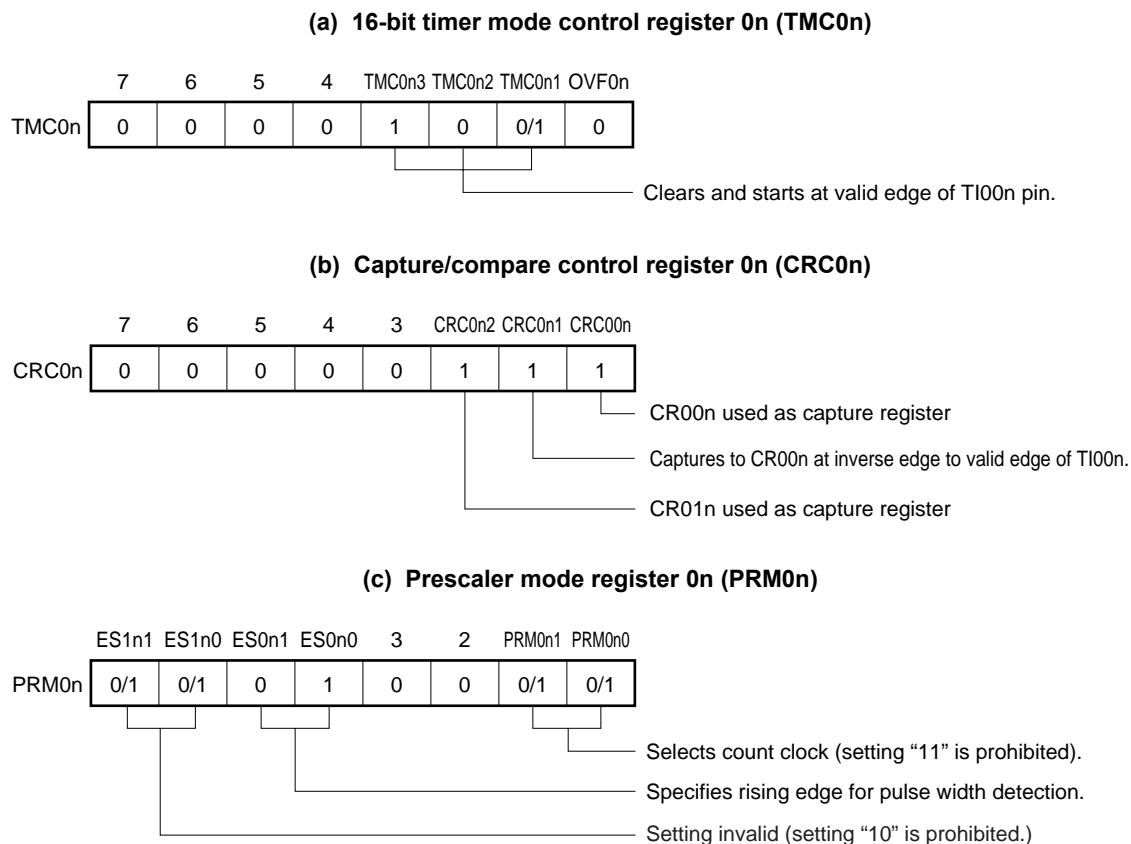 (a) 16-bit timer mode control register 0n (TMC0n)
7 6 5 4 TMC0n3 TMC0n2 TMC0n1 OVF0n
TMC0n 0 0 0 0 1 0 0/1 0
Clears and starts at valid edge of TI00n pin.
(b) Capture/compare control register 0n (CRC0n)
7 6 5 4 3 CRC0n2 CRC0n1 CRC00n
CRC0n 0 0 0 0 0 1 1 1
CR00n used as capture register
Captures to CR00n at inverse edge to valid edge of TI00n.
CR01n used as capture register
(c) Prescaler mode register 0n (PRM0n)
ES1n1 ES1n0 ES0n1 ES0n0 3 2 PRM0n1 PRM0n0
PRM0n 0/1 0/1 0 1 0 0 0/1 0/1
Selects count clock (setting “11” is prohibited).
Specifies rising edge for pulse width detection.
Setting invalid (setting “10” is prohibited.)